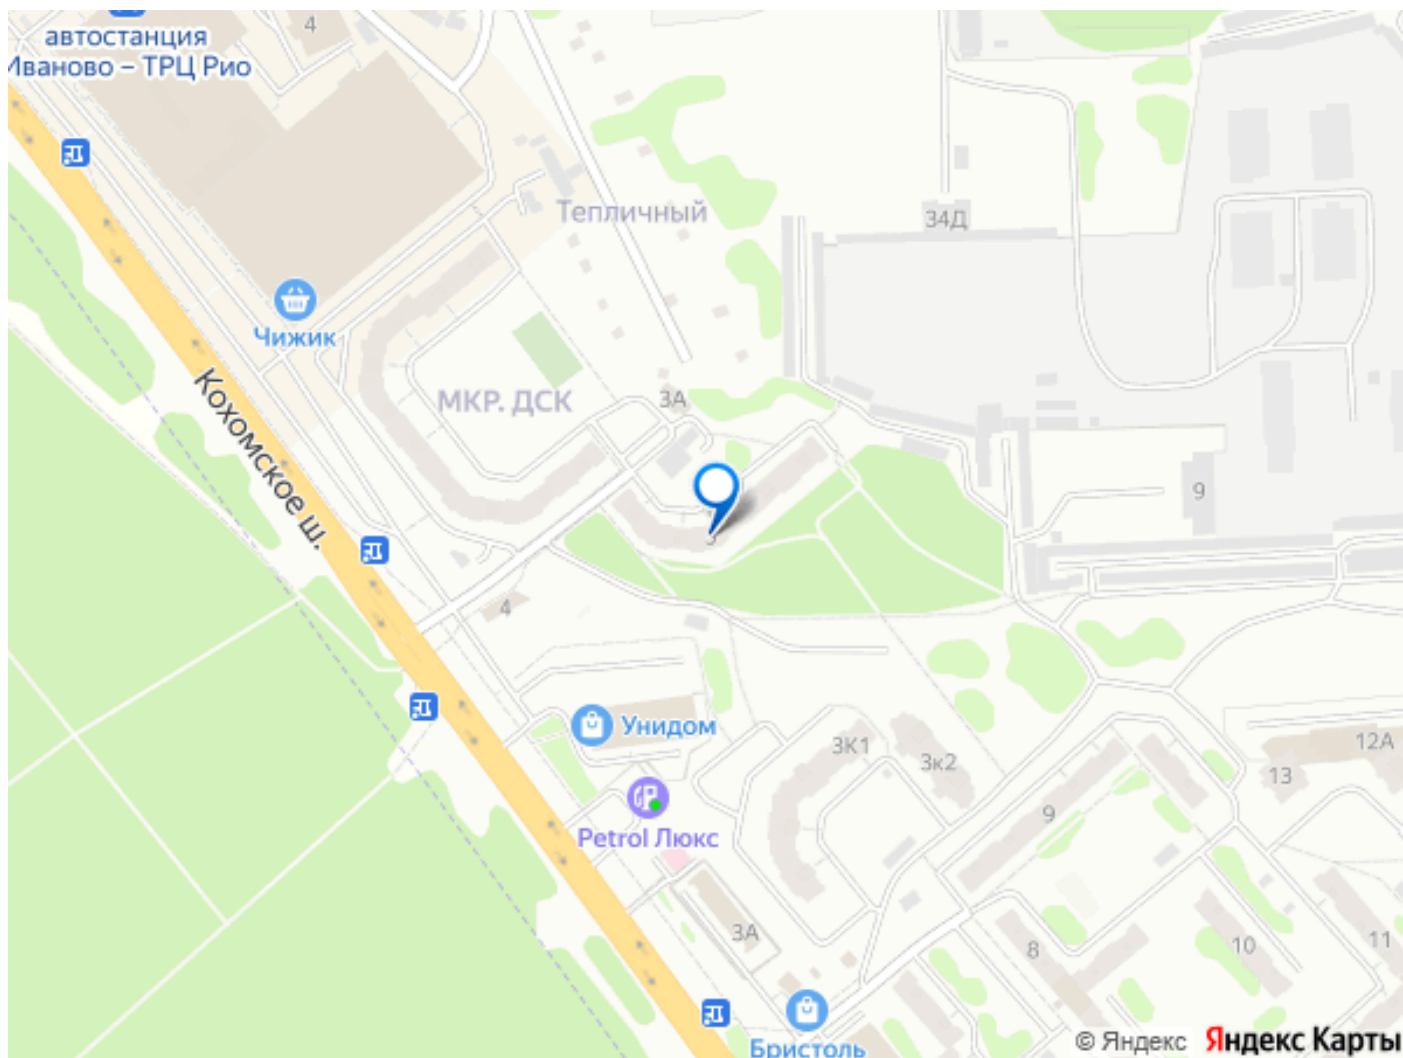 автостанция
Иваново – ТРЦ Рио
4
Тепличный
34Д
Чижик
МКР. ДСК
3А
Кохомское ш.
9
3
4
Унидом
3К1
3к2
12А
13
9
Petrol Люкс
3А
8
10
11
Бристоль
© Яндекс Яндекс Карты